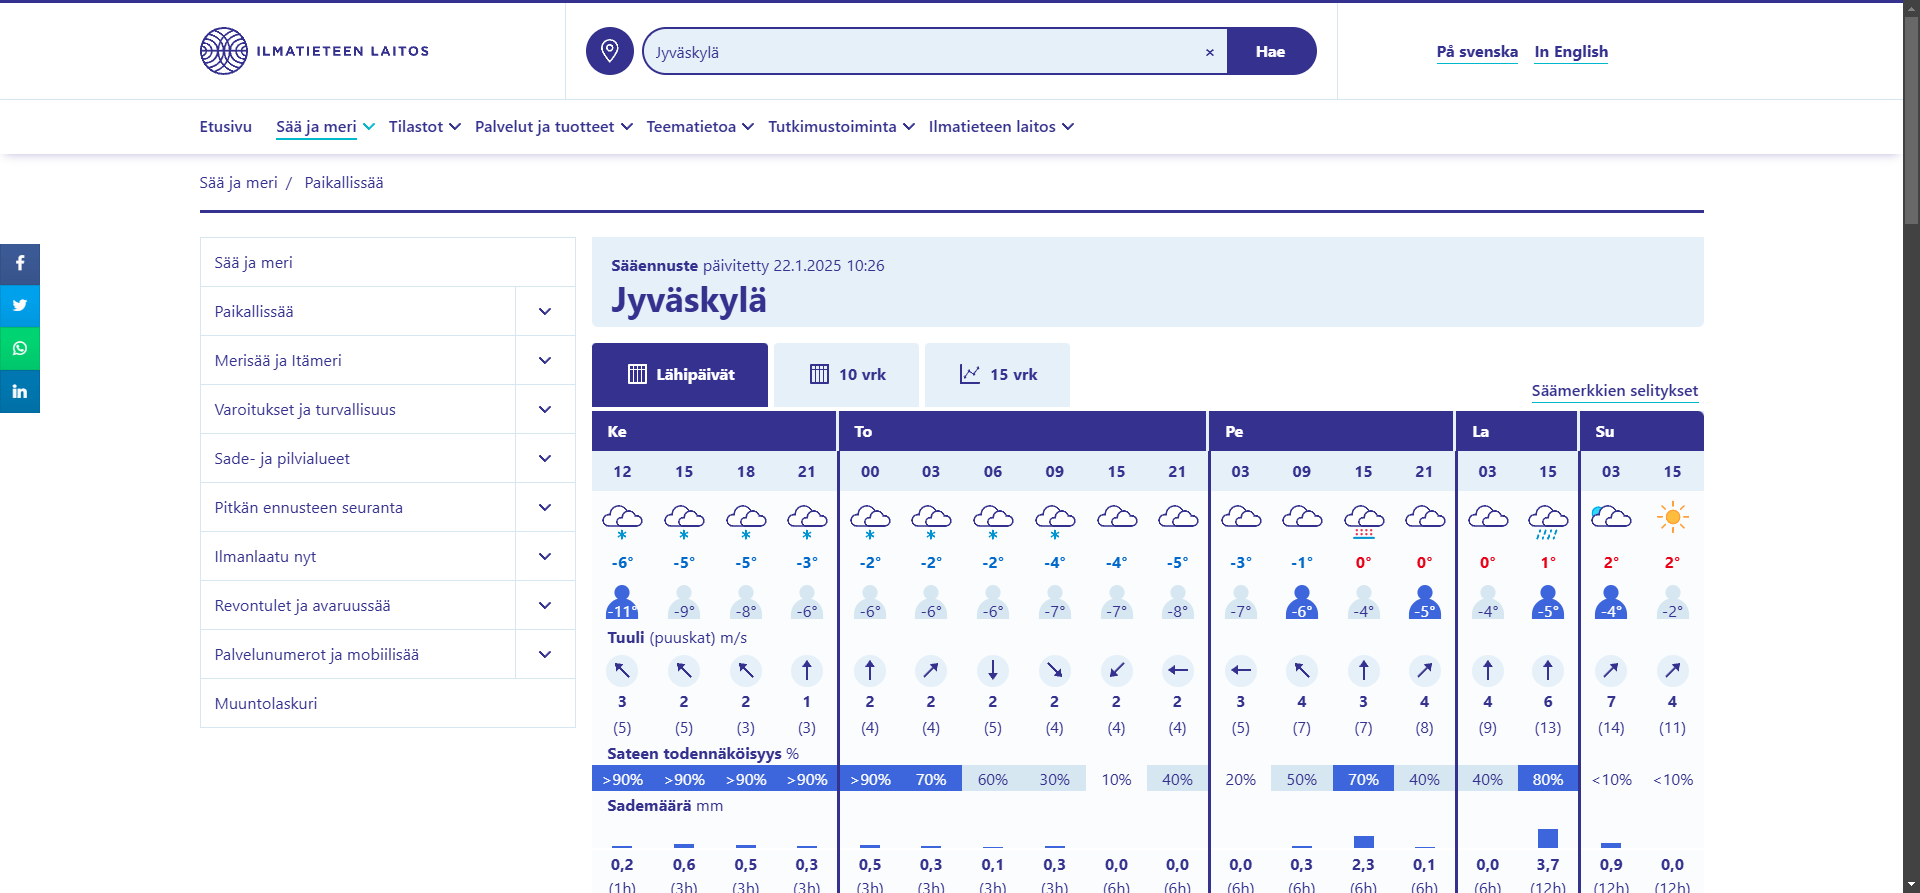 ILMATIETEEN LAITOS
Jyväskylä
×
Hae
På svenska In English
Etusivu Sää ja meri Tilastot Palvelut ja tuotteet Teematietoa Tutkimustoiminta Ilmatieteen laitos
Sää ja meri / Paikallissää
Sää ja meri
Paikallissää
Merisää ja Itämeri
Varoitukset ja turvallisuus
Sade- ja pilvialueet
Pitkän ennusteen seuranta
Ilmanlaatu nyt
Revontulet ja avaruussää
Palvelunumerot ja mobiilisää
Muuntolaskuri
Sääennuste päivitetty 22.1.2025 10:26
Jyväskylä
Lähipäivät 10 vrk 15 vrk
Säämerkkien selitykset
Ke To Pe La Su
12 15 18 21 00 03 06 09 15 21 03 09 15 21 03 15 03 15
-6° -5° -5° -3° -2° -2° -2° -4° -4° -5° -3° -1° 0° 0° 0° 1° 2° 2°
-11° -9° -8° -6° -6° -6° -6° -7° -7° -8° -7° -6° -4° -5° -4° -5° -4° -2°
Tuuli (puuskat) m/s
3 2 2 1 2 2 2 2 2 2 3 4 3 4 4 6 7 4
(5) (5) (3) (3) (4) (4) (5) (4) (4) (4) (5) (7) (7) (8) (9) (13) (14) (11)
Sateen todennäköisyys %
>90% >90% >90% >90% >90% 70% 60% 30% 10% 40% 20% 50% 70% 40% 40% 80% <10% <10%
Sademäärä mm
0,2 0,6 0,5 0,3 0,5 0,3 0,1 0,3 0,0 0,0 0,0 0,3 2,3 0,1 0,0 3,7 0,9 0,0
(1h) (3h) (3h) (3h) (3h) (3h) (3h) (3h) (6h) (6h) (6h) (6h) (6h) (6h) (6h) (12h) (12h) (12h)